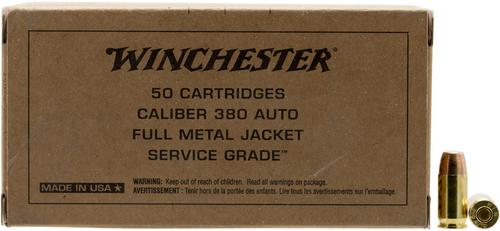 WINCHESTER
50 CARTRIDGES
CALIBER 380 AUTO
FULL METAL JACKET
SERVICE GRADE™
MADE IN USA ★
WARNING: Keep out of reach of children. Read all warnings on package.
AVERTISSEMENT : Tenir hors de la portée des enfants. Lire tous les avertissements sur l'emballage.